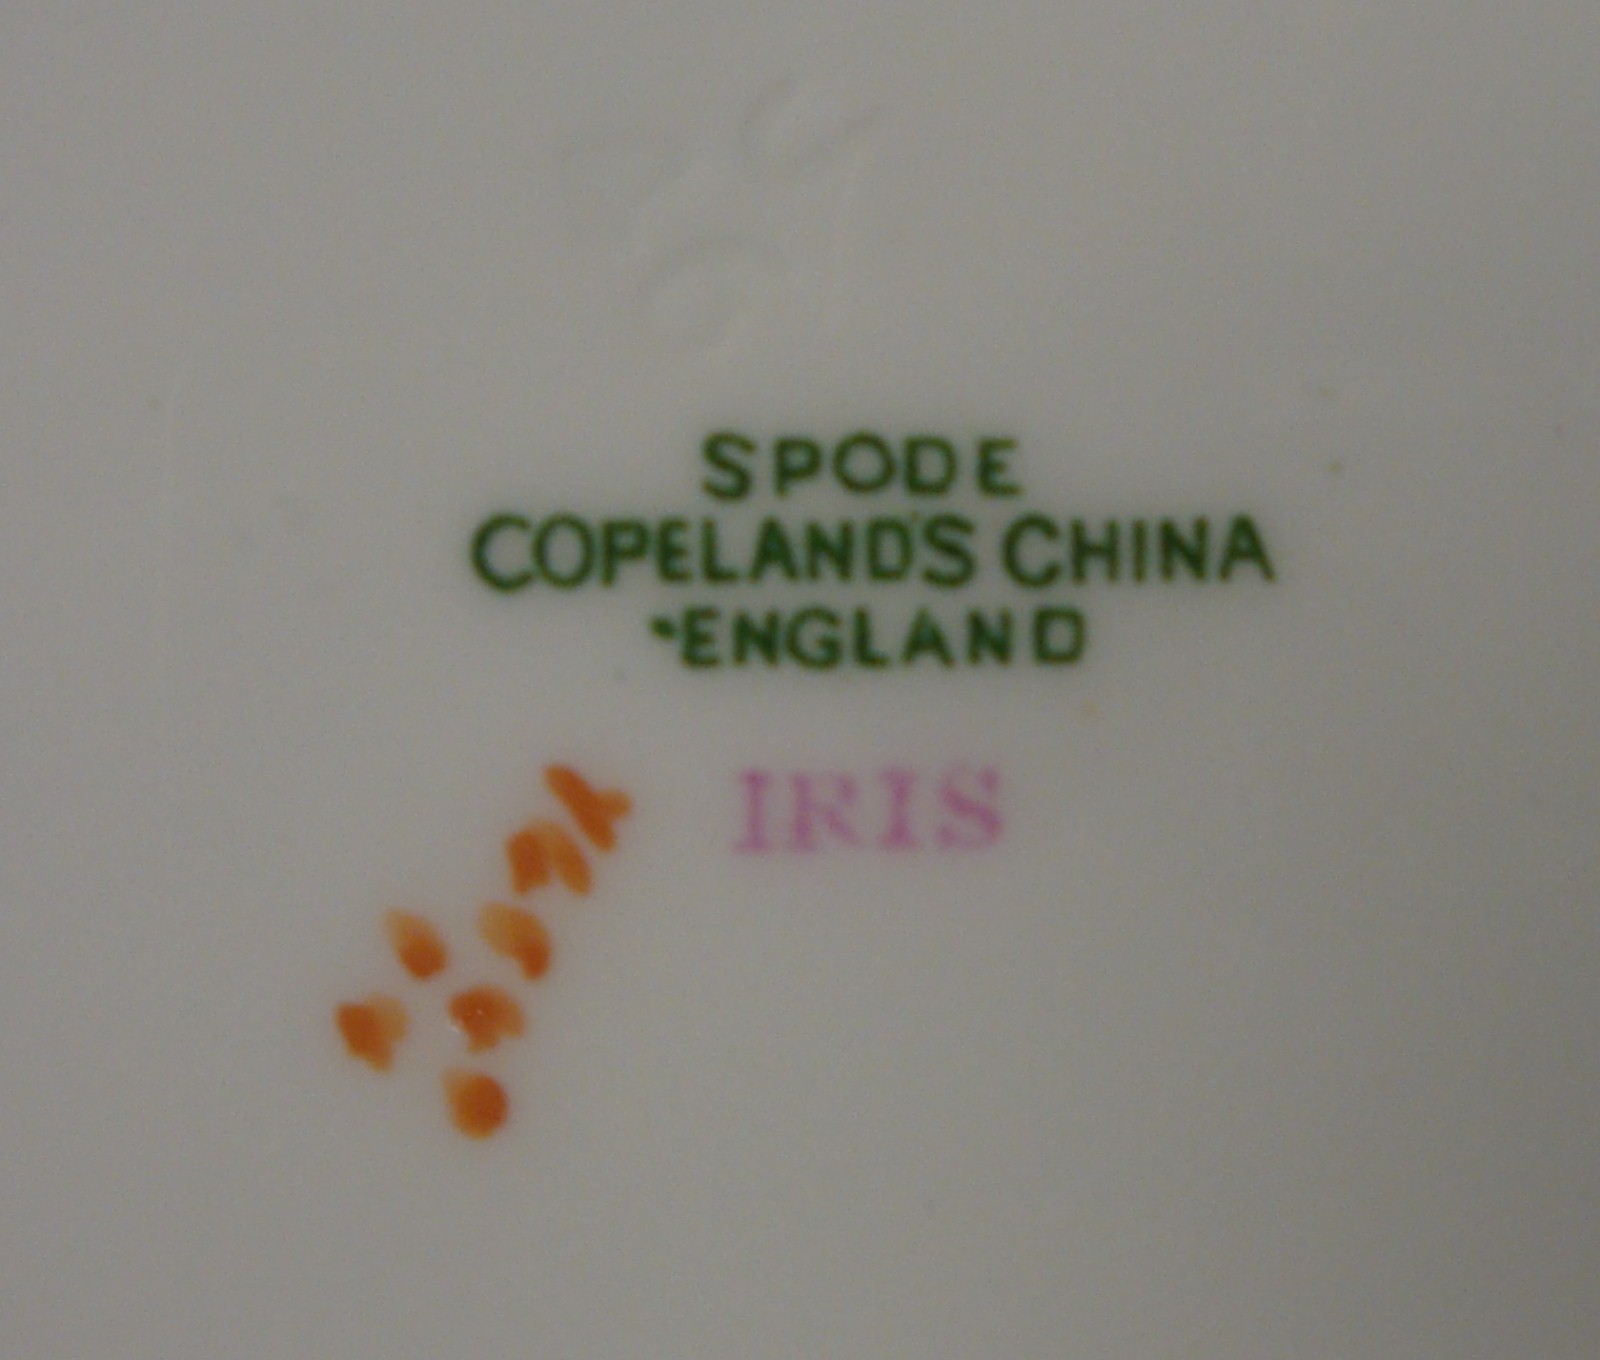 SPODE
COPELAND'S CHINA
ENGLAND
IRIS